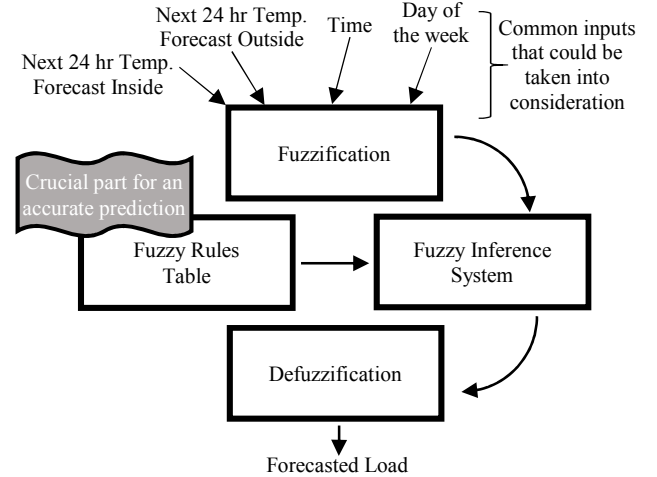 Next 24 hr Temp.
Forecast Outside
Time
Day of
the week
Common inputs
that could be
taken into
consideration
Next 24 hr Temp.
Forecast Inside
Fuzzification
Crucial part for an
accurate prediction
Fuzzy Rules
Table
Fuzzy Inference
System
Defuzzification
Forecasted Load